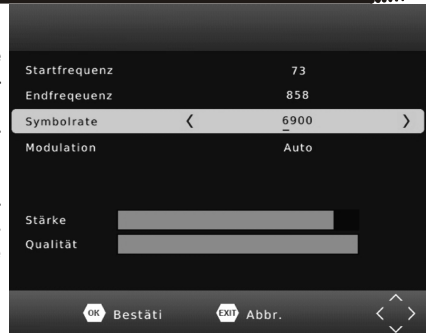 Startfrequenz 73
Endfreqeuenz 858
Symbolrate 6900
Modulation Auto
Stärke
Qualität
OK Bestäti EXIT Abbr.